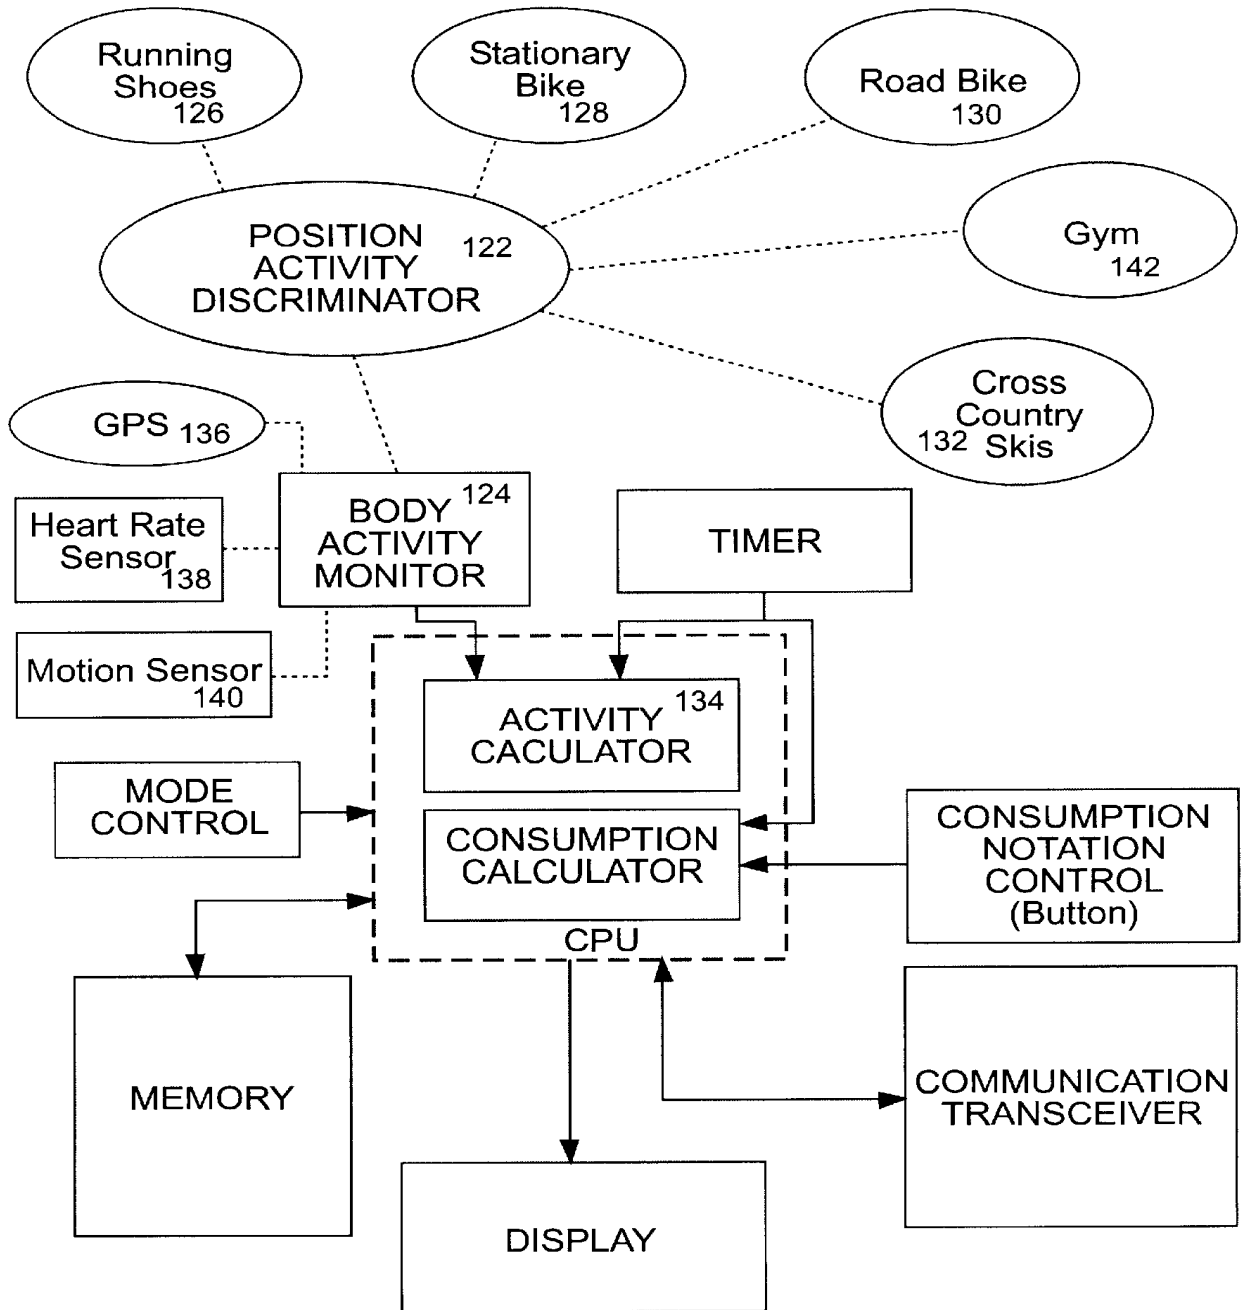 Running
Shoes
126
Stationary
Bike
128
Road Bike
130
POSITION
ACTIVITY
DISCRIMINATOR
122
Gym
142
Cross
Country
Skis
132
GPS 136
Heart Rate
Sensor
138
BODY
ACTIVITY
MONITOR
124
TIMER
Motion Sensor
140
ACTIVITY
CACULATOR
134
MODE
CONTROL
CONSUMPTION
CALCULATOR
CPU
CONSUMPTION
NOTATION
CONTROL
(Button)
MEMORY
COMMUNICATION
TRANSCEIVER
DISPLAY